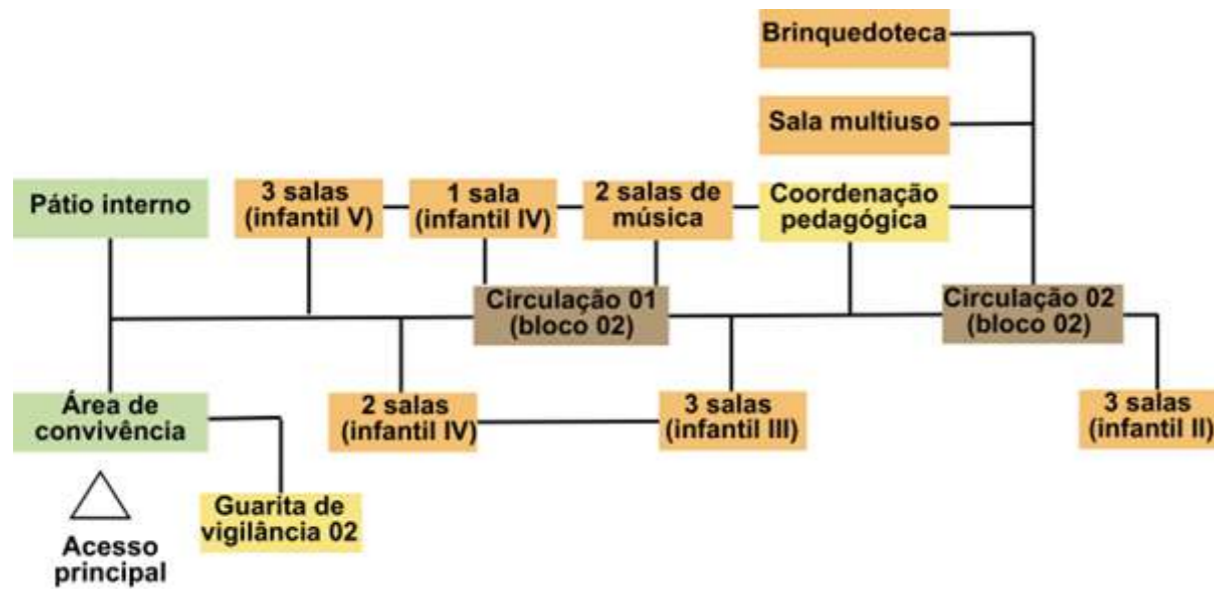 Brinquedoteca
Sala multiuso
Pátio interno
3 salas
(infantil V)
1 sala
(infantil IV)
2 salas de
música
Coordenação
pedagógica
Circulação 01
(bloco 02)
Circulação 02
(bloco 02)
Área de
convivência
2 salas
(infantil IV)
3 salas
(infantil III)
3 salas
(infantil II)
Guarita de
vigilância 02
Acesso
principal